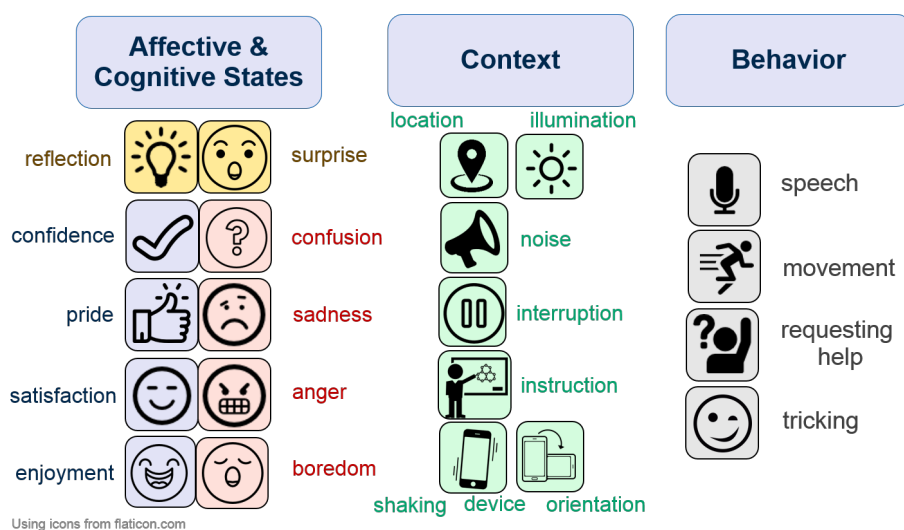 Affective &
Cognitive States
Context
Behavior
reflection
surprise
confidence
confusion
pride
sadness
satisfaction
anger
enjoyment
boredom
location
illumination
noise
interruption
instruction
shaking
device
orientation
speech
movement
requesting
help
tricking
Using icons from flaticon.com